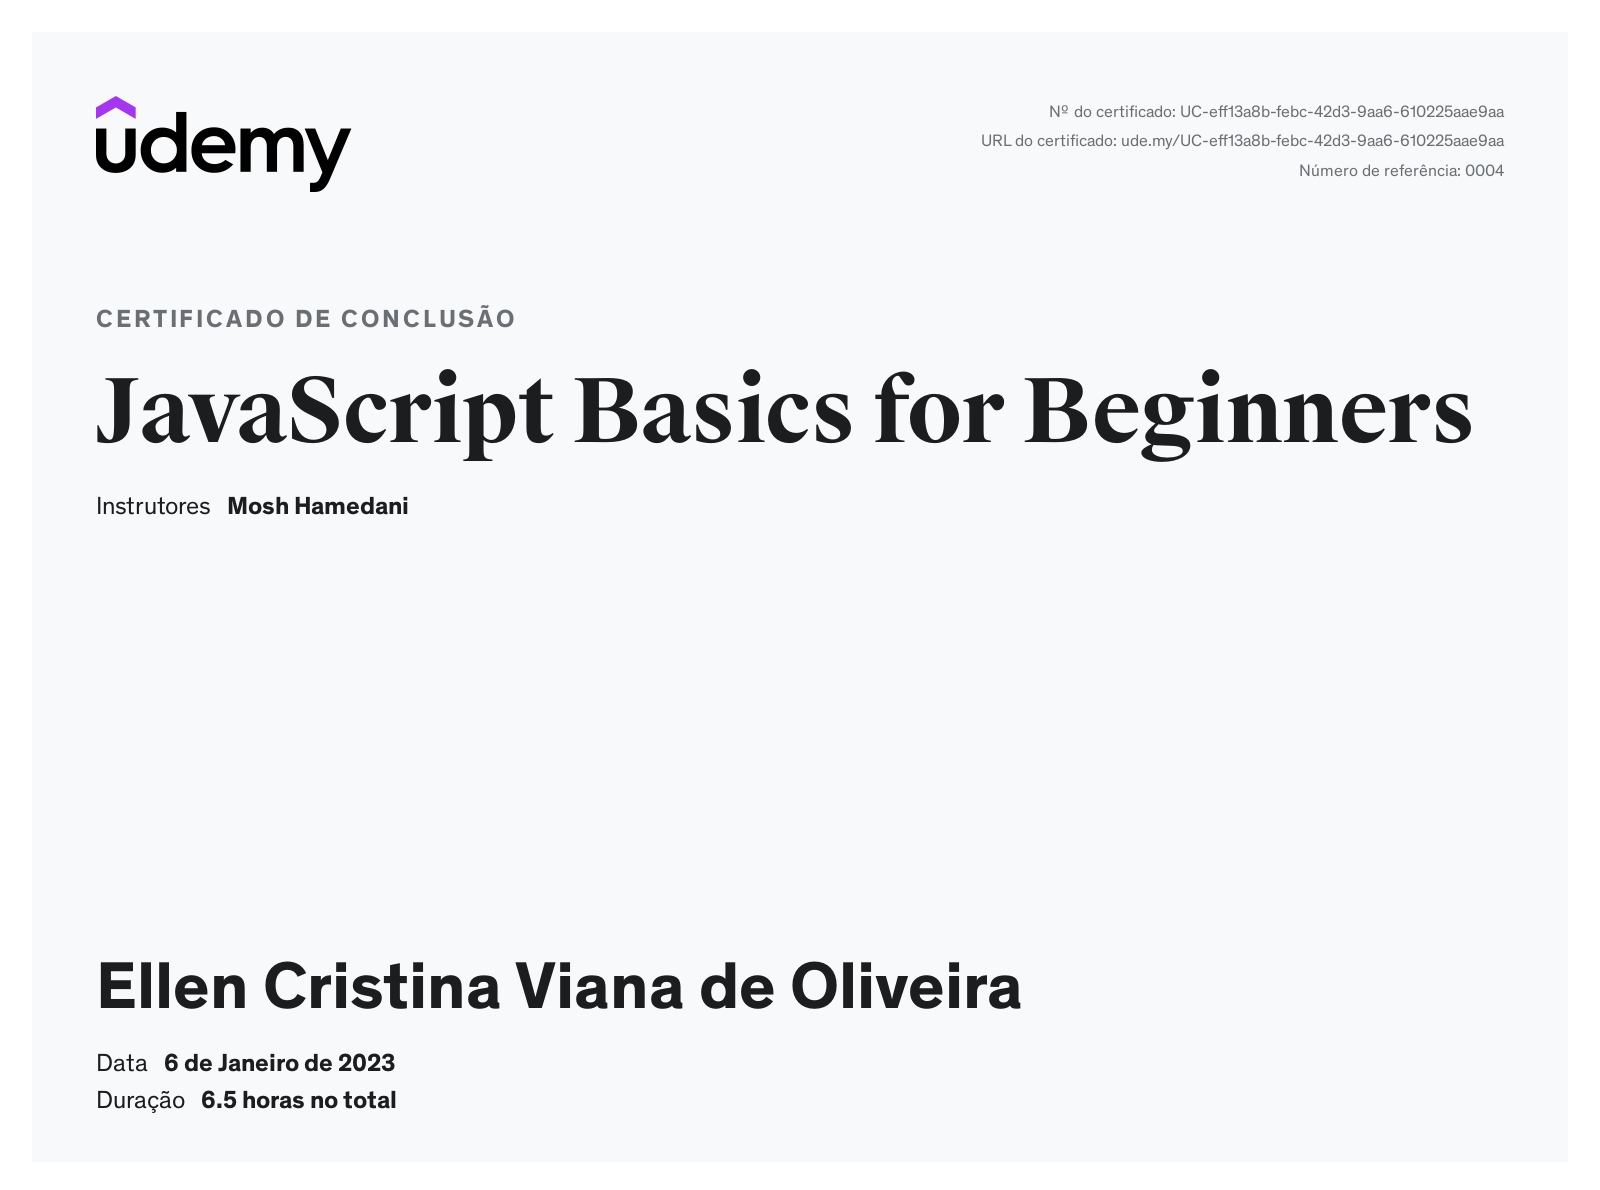 udemy
Nº do certificado: UC-eff13a8b-febc-42d3-9aa6-610225aae9aa
URL do certificado: ude.my/UC-eff13a8b-febc-42d3-9aa6-610225aae9aa
Número de referência: 0004
CERTIFICADO DE CONCLUSÃO
JavaScript Basics for Beginners
Instrutores Mosh Hamedani
Ellen Cristina Viana de Oliveira
Data 6 de Janeiro de 2023
Duração 6.5 horas no total